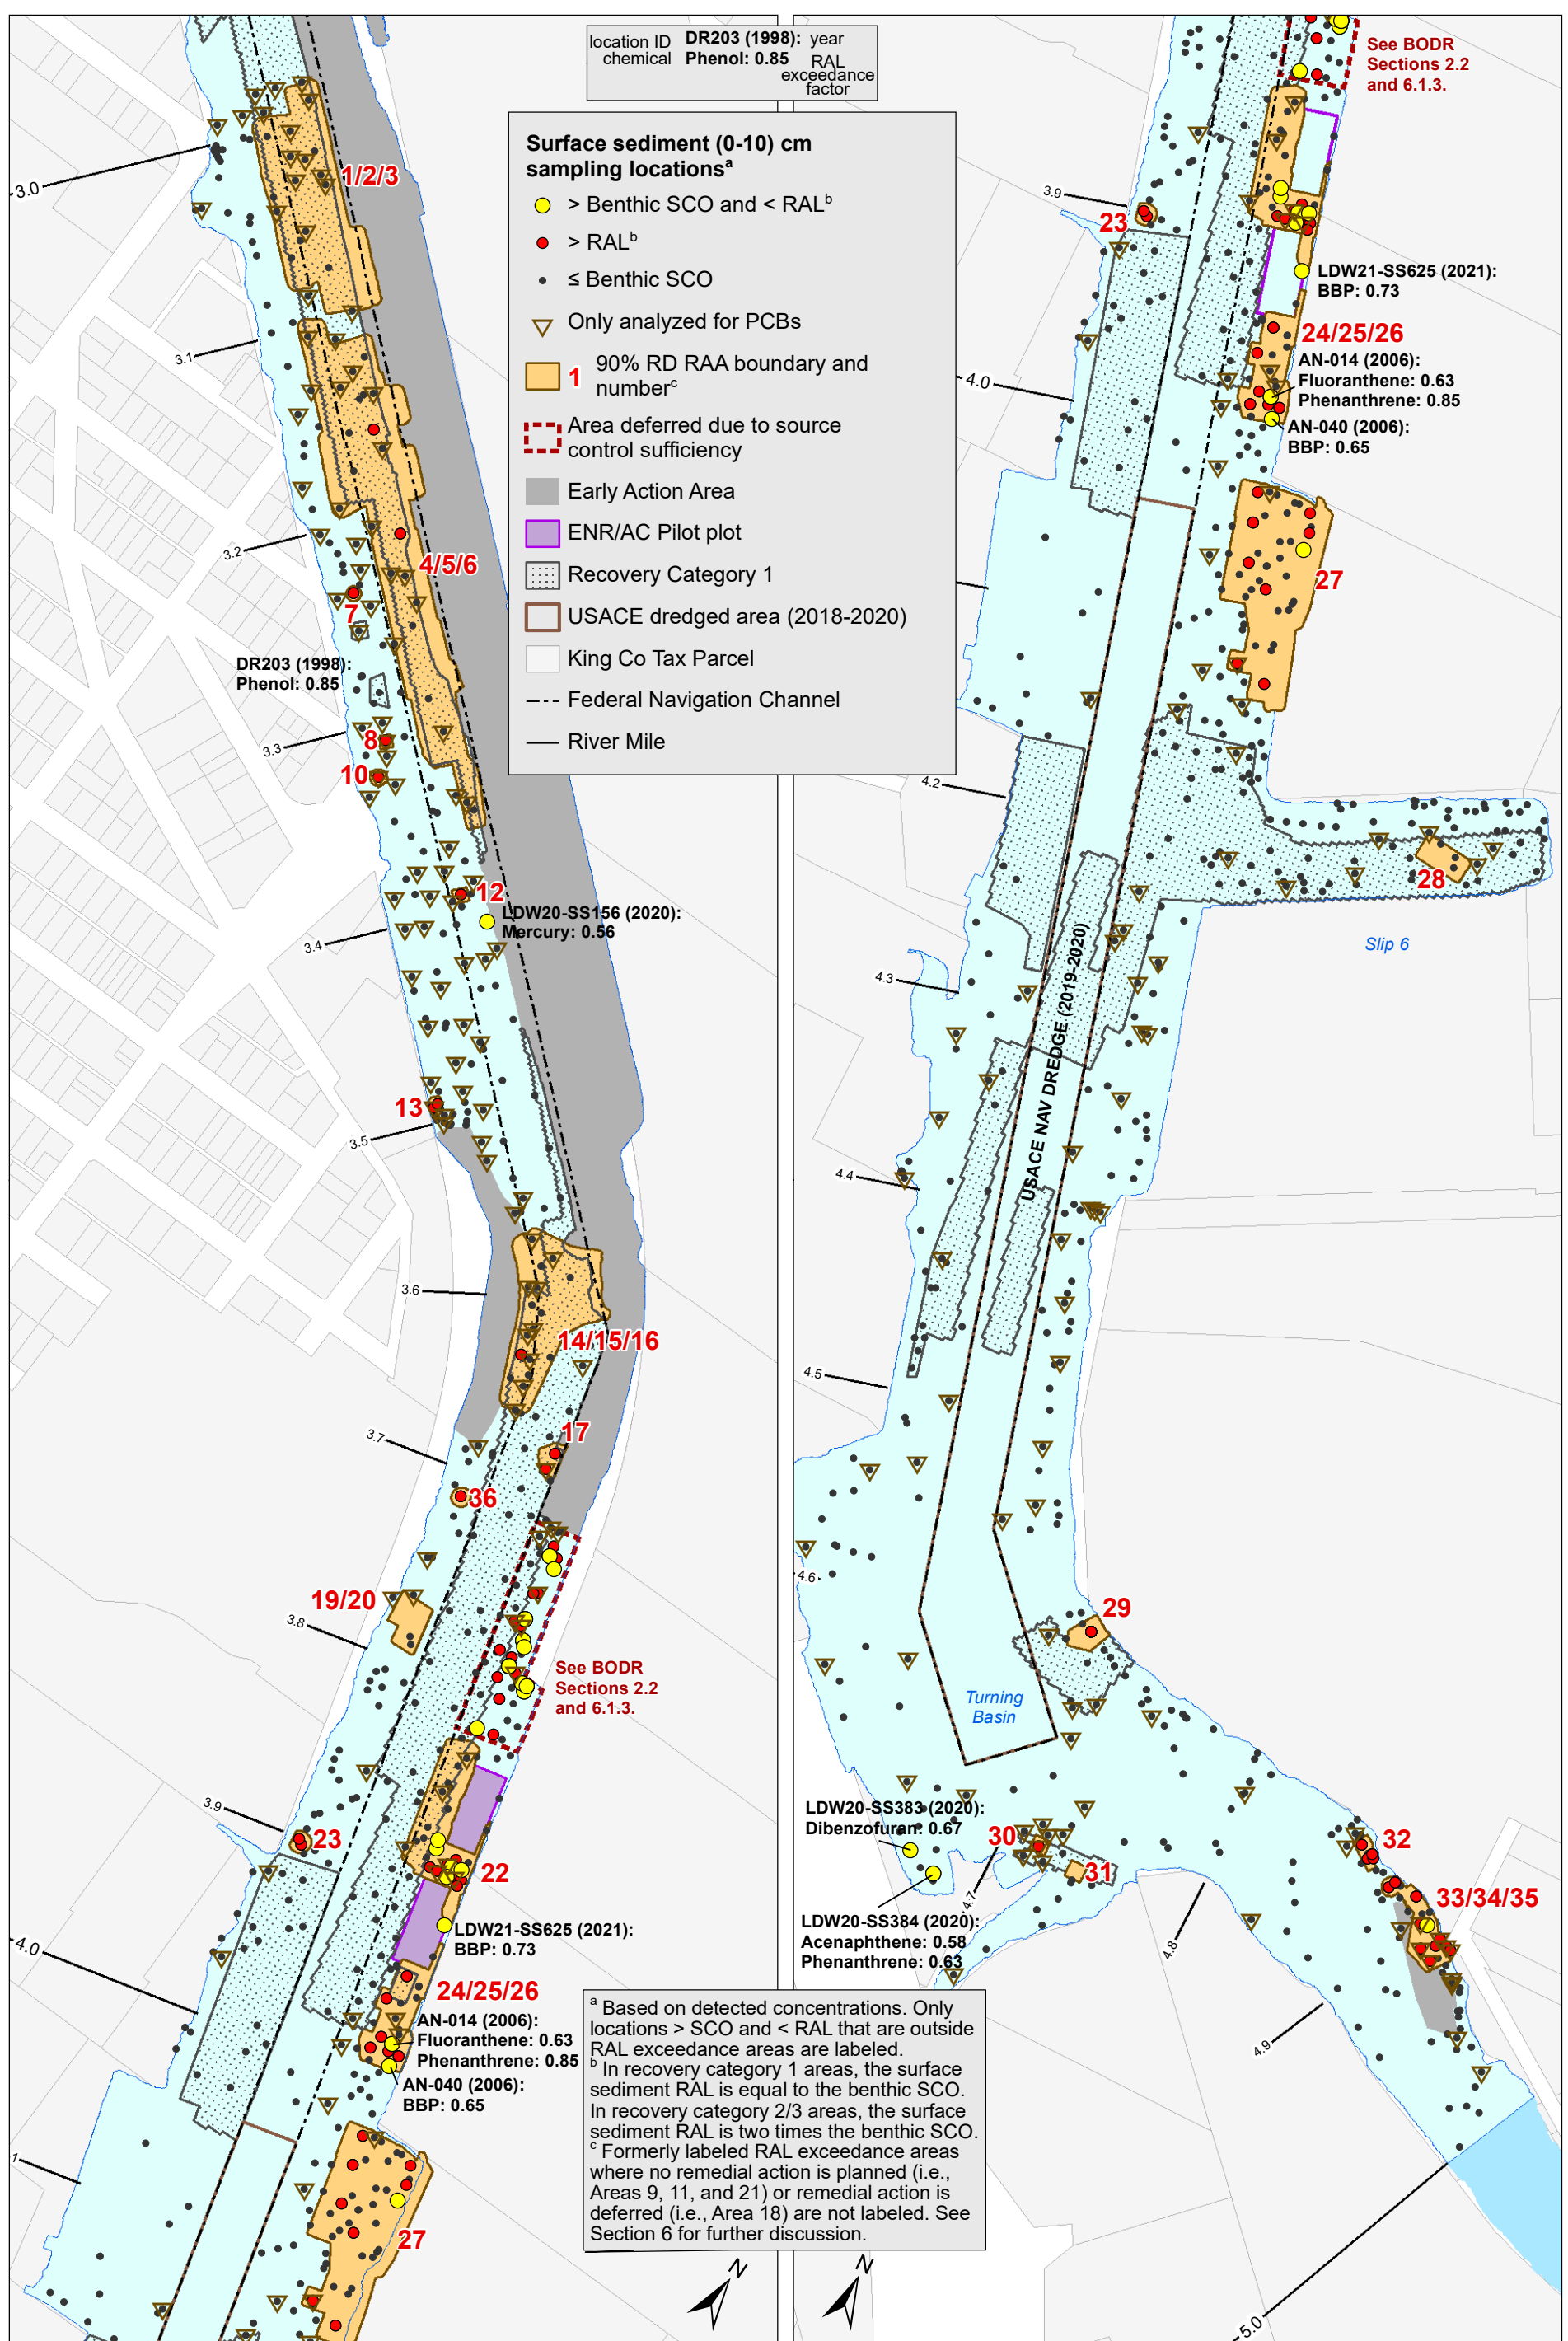 location ID DR203 (1998): year
chemical Phenol: 0.85 RAL
exceedance
factor
Surface sediment (0-10) cm
sampling locationsa
> Benthic SCO and < RALb
> RALb
≤ Benthic SCO
Only analyzed for PCBs
1 90% RD RAA boundary and
numberc
Area deferred due to source
control sufficiency
Early Action Area
ENR/AC Pilot plot
Recovery Category 1
USACE dredged area (2018-2020)
King Co Tax Parcel
Federal Navigation Channel
River Mile
3.0
1/2/3
3.1
3.2
4/5/6
7
DR203 (1998):
Phenol: 0.85
8
3.3
10
12
LDW20-SS156 (2020):
Mercury: 0.56
3.4
13
3.5
3.6
14/15/16
17
3.7
36
19/20
3.8
See BODR
Sections 2.2
and 6.1.3.
3.9
23
22
LDW21-SS625 (2021):
BBP: 0.73
4.0
24/25/26
AN-014 (2006):
Fluoranthene: 0.63
Phenanthrene: 0.85
AN-040 (2006):
BBP: 0.65
1
27
N
See BODR
Sections 2.2
and 6.1.3.
3.9
23
LDW21-SS625 (2021):
BBP: 0.73
24/25/26
AN-014 (2006):
Fluoranthene: 0.63
Phenanthrene: 0.85
4.0
AN-040 (2006):
BBP: 0.65
27
4.2
28
Slip 6
4.3
USACE NAV DREDGE (2019-2020)
4.4
4.5
4.6
29
Turning
Basin
LDW20-SS383 (2020):
Dibenzofuran: 0.67
30
31
32
33/34/35
4.7
LDW20-SS384 (2020):
Acenaphthene: 0.58
Phenanthrene: 0.63
4.8
4.9
5.0
N
a Based on detected concentrations. Only
locations > SCO and < RAL that are outside
RAL exceedance areas are labeled.
b In recovery category 1 areas, the surface
sediment RAL is equal to the benthic SCO.
In recovery category 2/3 areas, the surface
sediment RAL is two times the benthic SCO.
c Formerly labeled RAL exceedance areas
where no remedial action is planned (i.e.,
Areas 9, 11, and 21) or remedial action is
deferred (i.e., Area 18) are not labeled. See
Section 6 for further discussion.